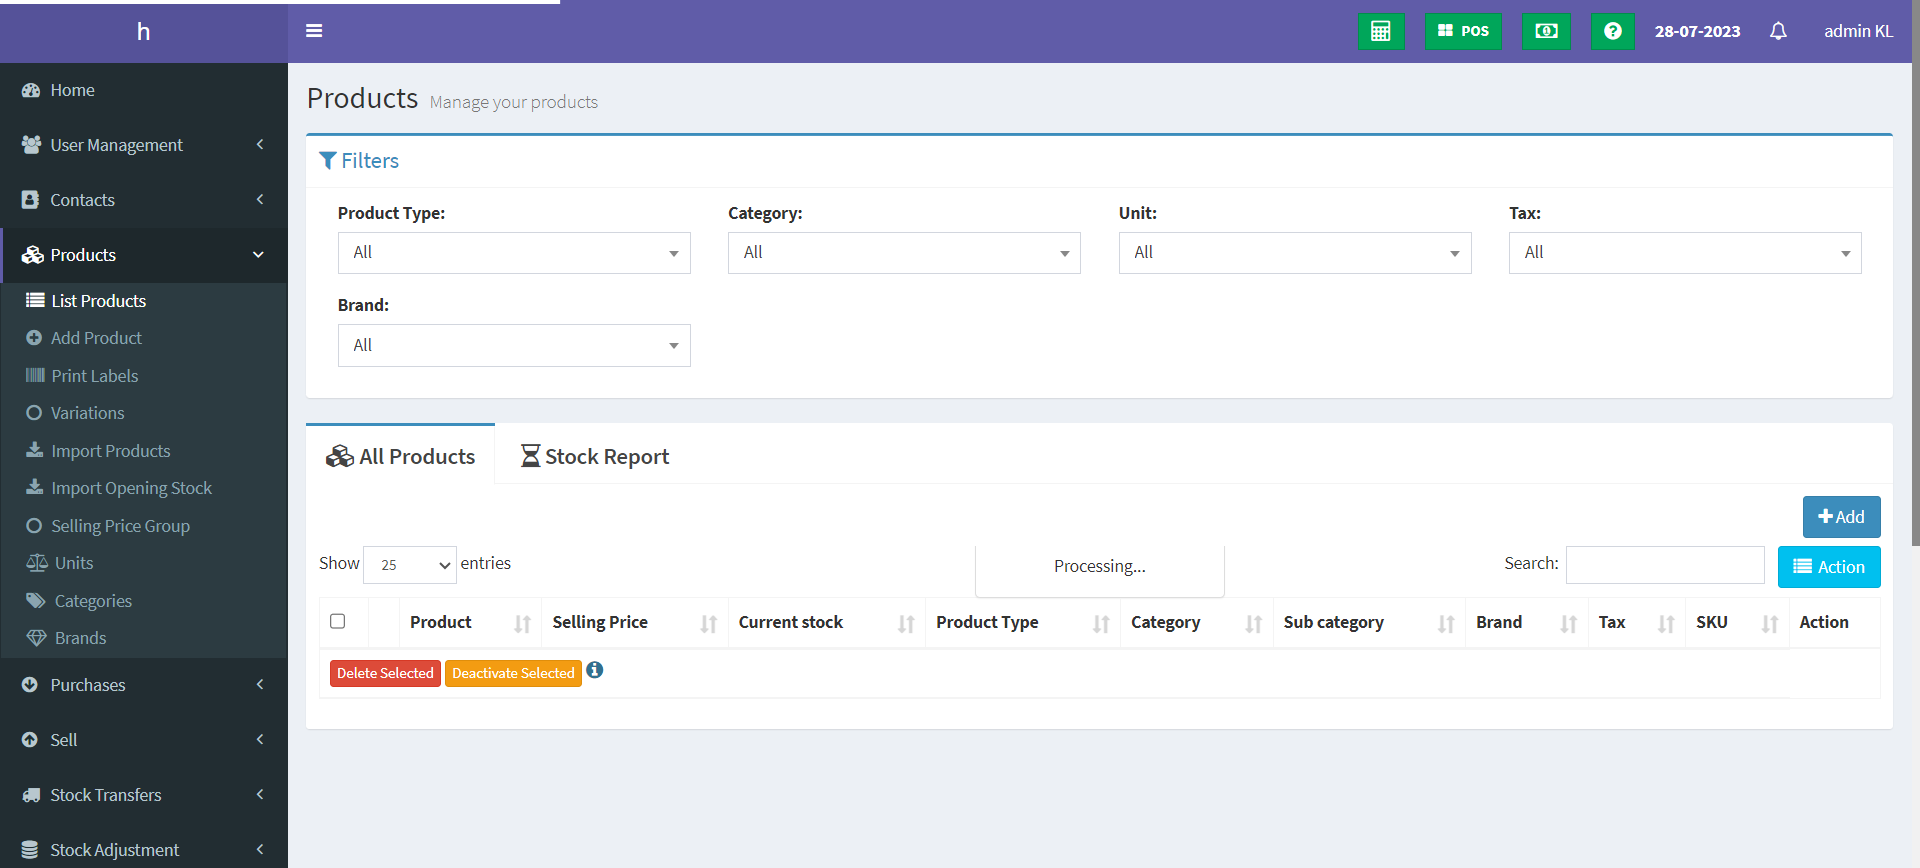 h
POS
28-07-2023
admin KL
Home
User Management
Contacts
Products
List Products
Add Product
Print Labels
Variations
Import Products
Import Opening Stock
Selling Price Group
Units
Categories
Brands
Purchases
Sell
Stock Transfers
Stock Adjustment
Products Manage your products
Filters
Product Type: Category: Unit: Tax:
All All All All
Brand:
All
All Products Stock Report
Add
Show 25 entries Processing... Search: Action
Product Selling Price Current stock Product Type Category Sub category Brand Tax SKU Action
Delete Selected Deactivate Selected